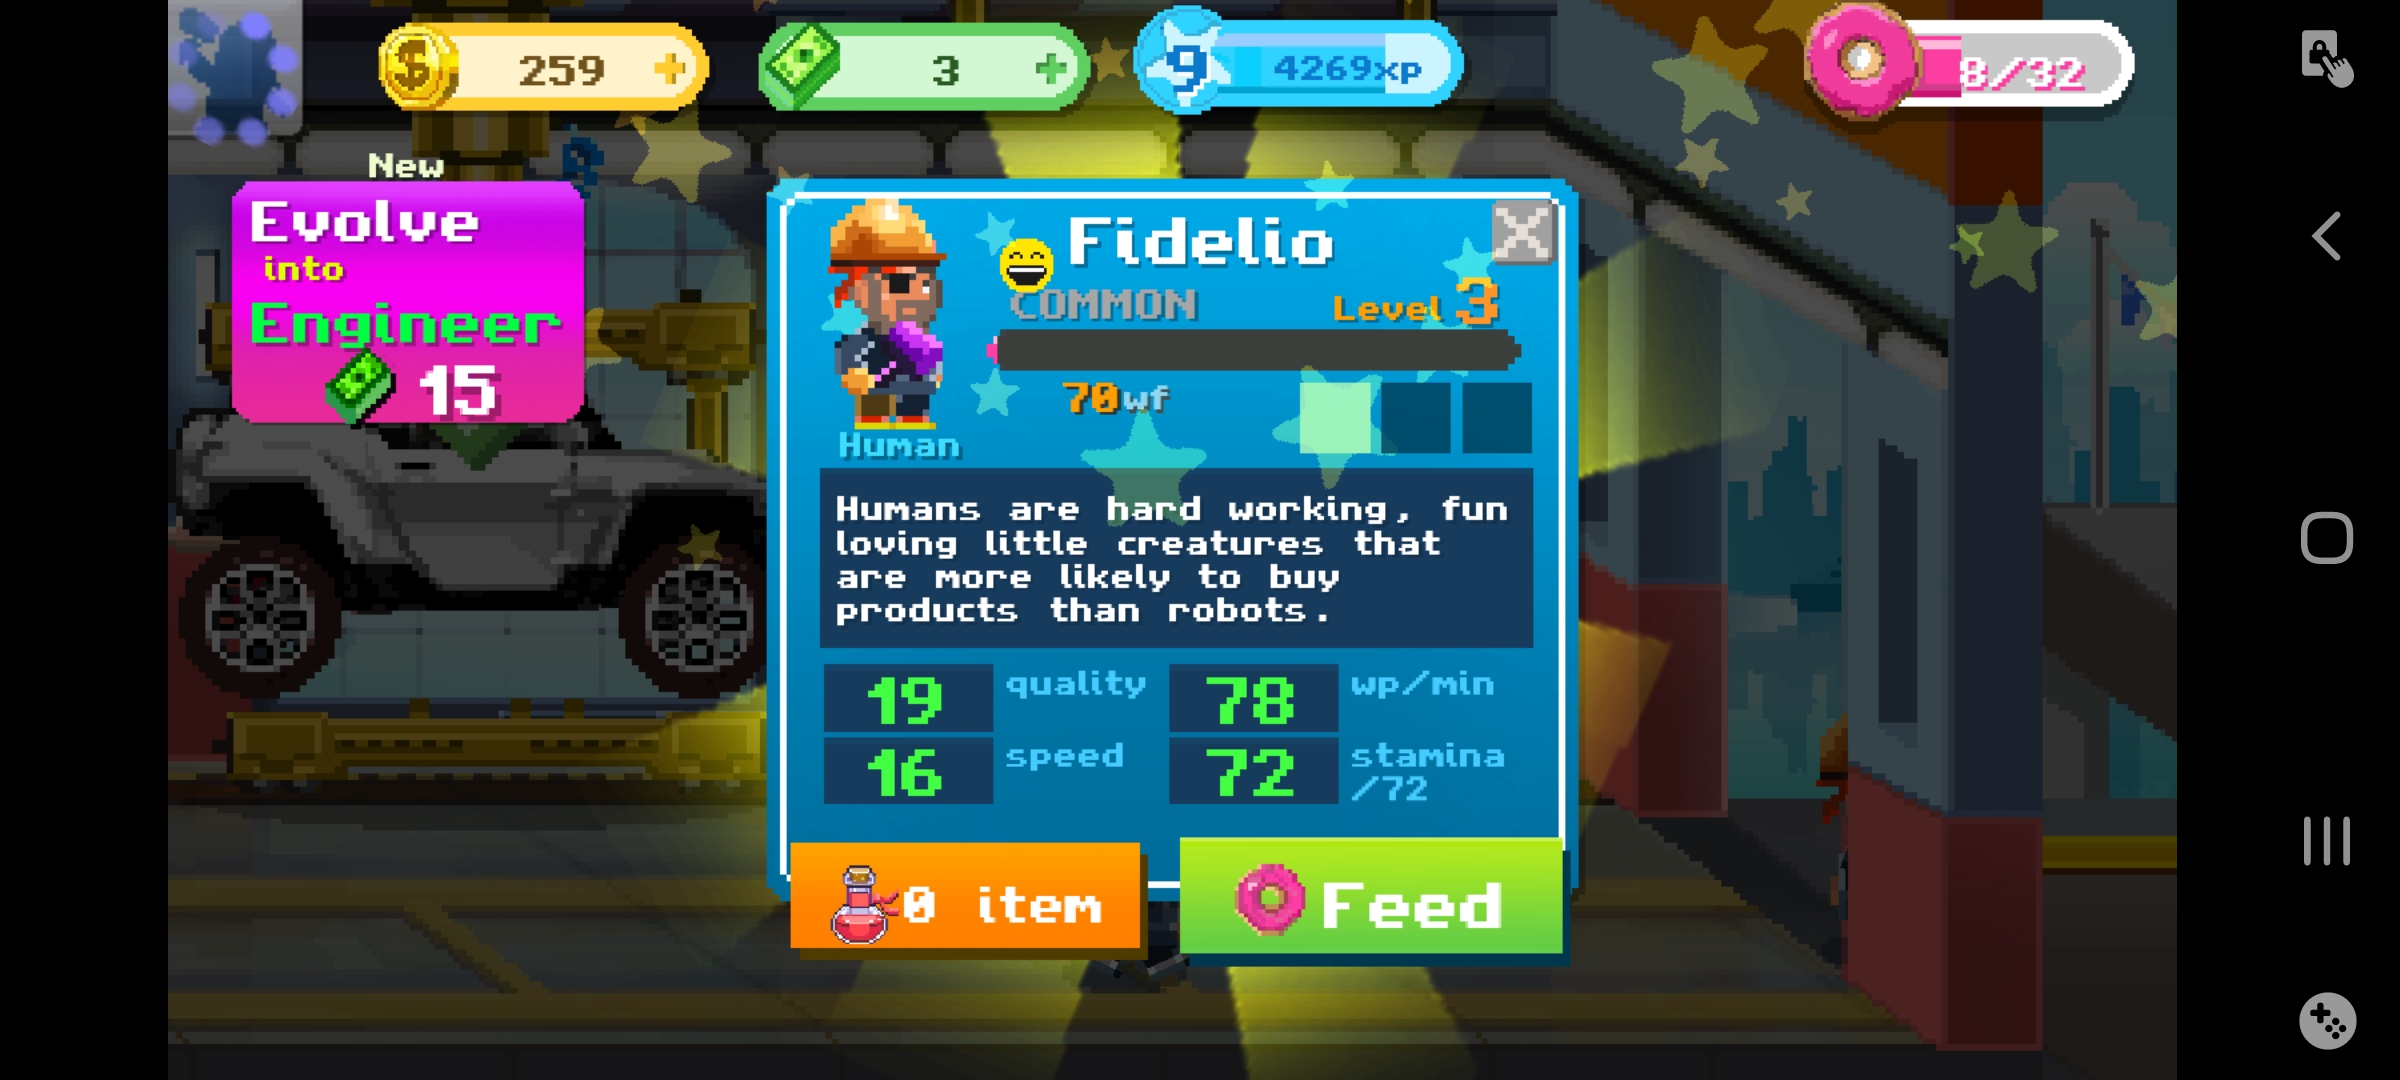 259
3
9
4269xp
8/32
New
Evolve
into
Engineer
15
Fidelio
COMMON
Level 3
70wf
Human
Humans are hard working, fun
loving little creatures that
are more likely to buy
products than robots.
19 quality 78 wp/min
16 speed 72 stamina
/72
0 item
Feed